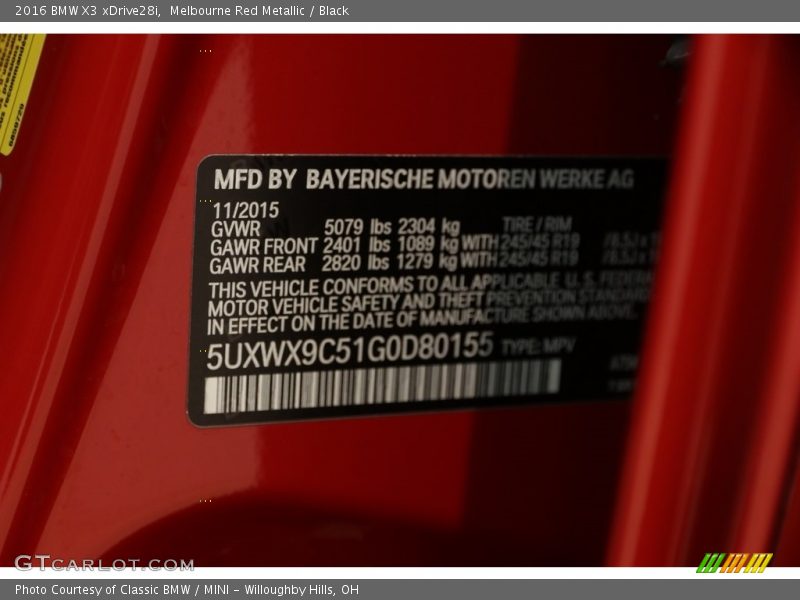 2016 BMW X3 xDrive28i, Melbourne Red Metallic / Black
MFD BY BAYERISCHE MOTOREN WERKE AG
11/2015
GVWR 5079 lbs 2304 kg TIRE / RIM
GAWR FRONT 2401 lbs 1089 kg WITH 245/45 R19 /8.5J x
GAWR REAR 2820 lbs 1279 kg WITH 245/45 R19 /8.5J x
THIS VEHICLE CONFORMS TO ALL APPLICABLE U.S. FEDERAL
MOTOR VEHICLE SAFETY AND THEFT PREVENTION STANDARDS
IN EFFECT ON THE DATE OF MANUFACTURE SHOWN ABOVE.
5UXWX9C51G0D80155 TYPE: MPV
GTCARLOT.COM
Photo Courtesy of Classic BMW / MINI - Willoughby Hills, OH